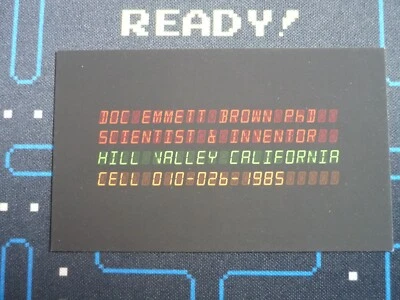 READY!
DOC EMMETT BROWN PhD
SCIENTIST & INVENTOR
HILL VALLEY CALIFORNIA
CELL 010-026-1985